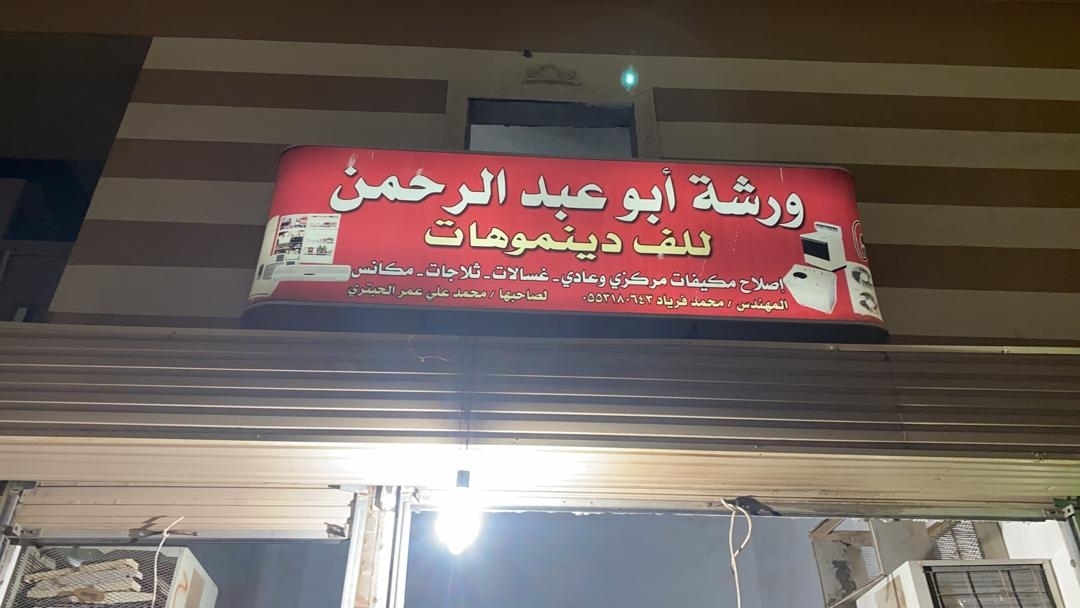 ورشة أبو عبد الرحمن
للف دينموهات
إصلاح مكيفات مركزي وعادي - غسالات - ثلاجات - مكانس
المهندس / محمد فرياد ٠٥٥٣١٨٠٦٤٣ لصاحبها / محمد علي عمر الحبتري